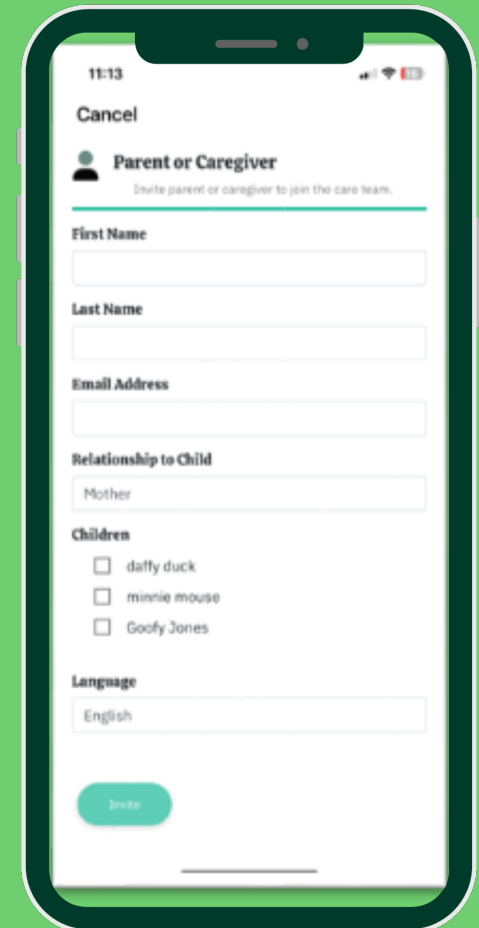 11:13
Cancel
Parent or Caregiver
Invite parent or caregiver to join the care team.
First Name
Last Name
Email Address
Relationship to Child
Mother
Children
daffy duck
minnie mouse
Goofy Jones
Language
English
Invite